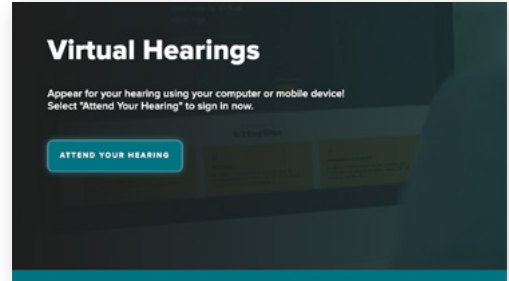 Virtual Hearings
Appear for your hearing using your computer or mobile device!
Select "Attend Your Hearing" to sign in now.
ATTEND YOUR HEARING